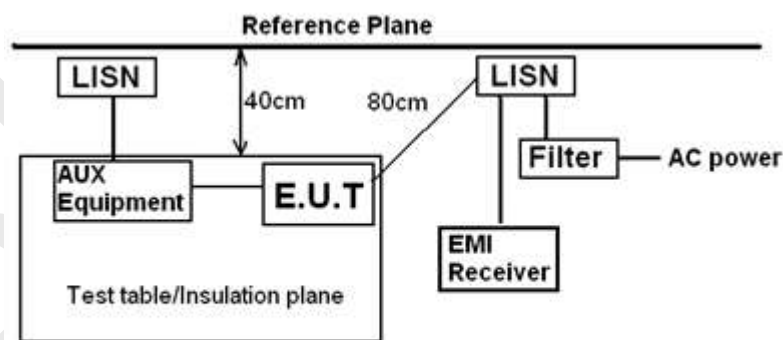 Reference Plane
LISN
LISN
40cm
80cm
Filter
AC power
AUX
Equipment
E.U.T
EMI
Receiver
Test table/Insulation plane